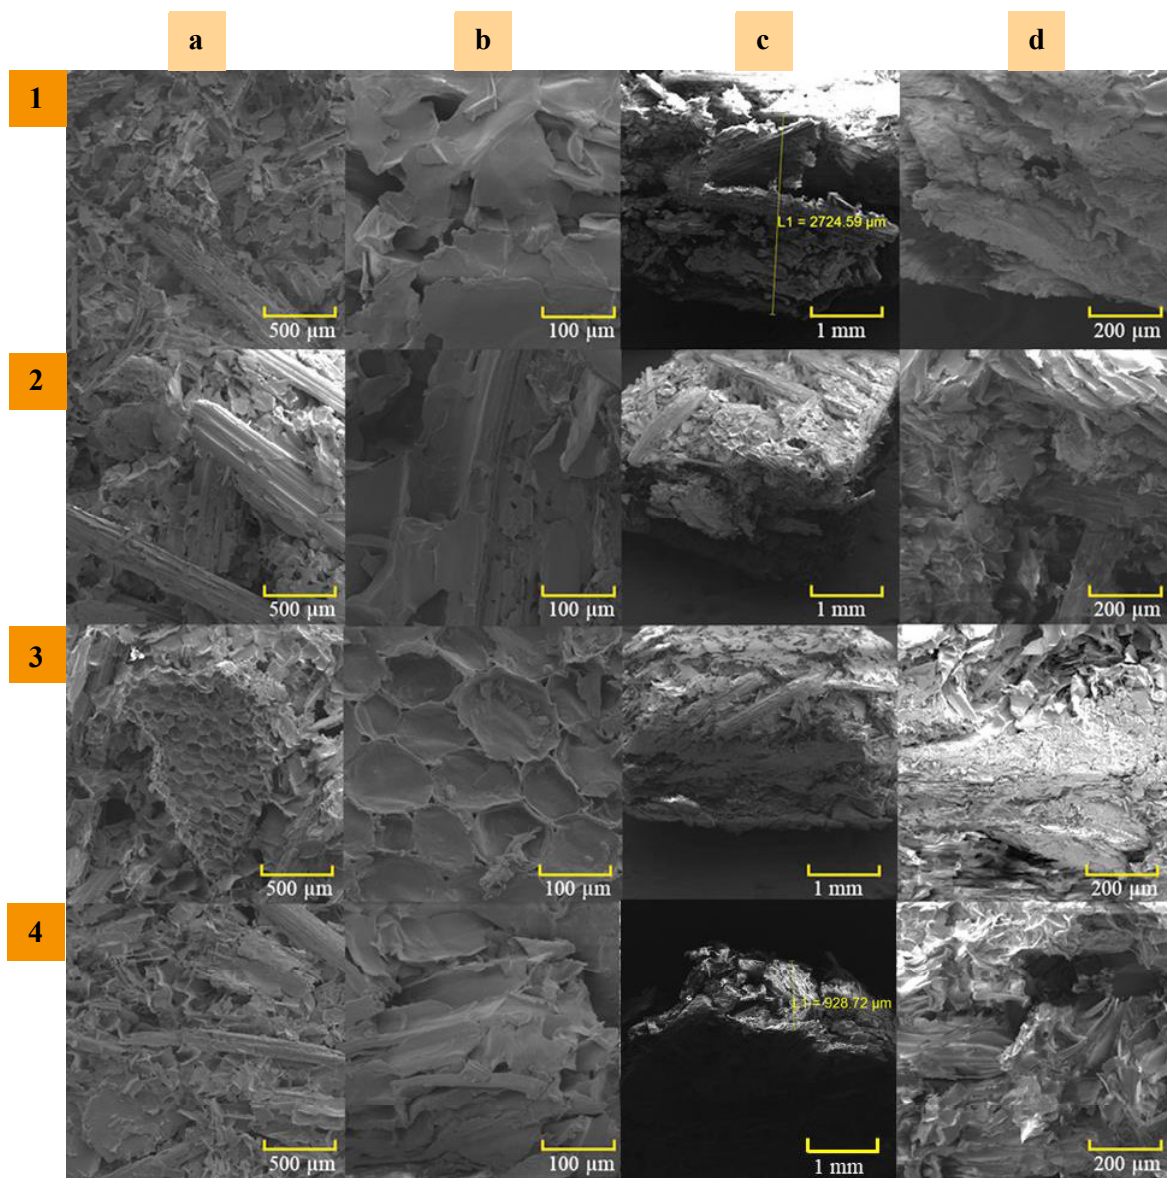 a b c d
1
L1 = 2724.59 µm
500 µm 100 µm 1 mm 200 µm
2
500 µm 100 µm 1 mm 200 µm
3
500 µm 100 µm 1 mm 200 µm
4
L1 = 928.72 µm
500 µm 100 µm 1 mm 200 µm